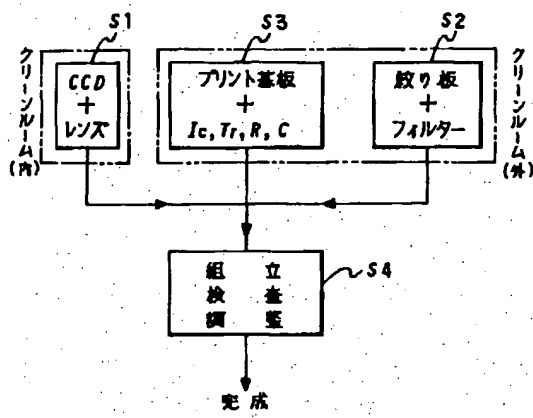 S1
S3
S2
クリーンルーム(内)
CCD
+
レンズ
プリント基板
+
Ic, Tr, R, C
絞り板
+
フィルター
クリーンルーム(外)
組立
検査
調整
S4
完成